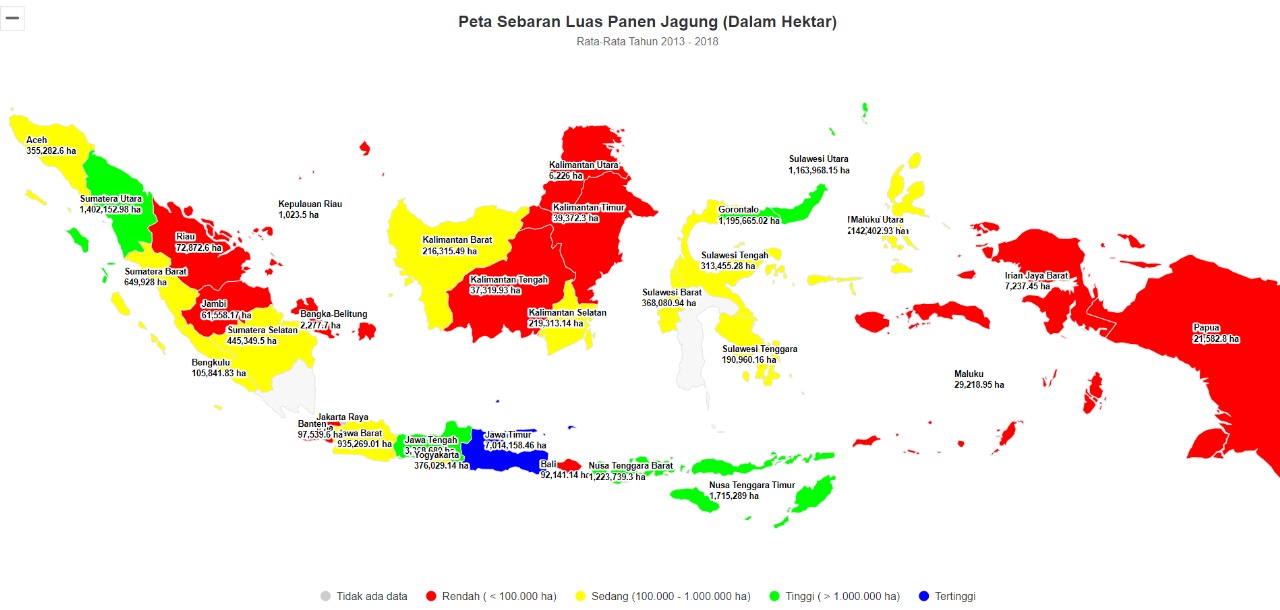 Peta Sebaran Luas Panen Jagung (Dalam Hektar)
Rata-Rata Tahun 2013 - 2018
Aceh
355,282.6 ha
Sumatera Utara
1,402,152.98 ha
Riau
72,872.6 ha
Kepulauan Riau
1,023.5 ha
Sumatera Barat
649,928 ha
Jambi
61,558.17 ha
Bangka-Belitung
2,277.7 ha
Sumatera Selatan
445,349.5 ha
Bengkulu
105,841.83 ha
Jakarta Raya
Banten
97,539.6 ha
Jawa Barat
935,269.01 ha
Jawa Tengah
Yogyakarta
376,029.14 ha
Jawa Timur
7,014,158.46 ha
Bali
92,141.14 ha
Nusa Tenggara Barat
1,223,739.3 ha
Nusa Tenggara Timur
1,715,289 ha
Kalimantan Utara
6,226 ha
Kalimantan Timur
39,372.3 ha
Kalimantan Barat
216,315.49 ha
Kalimantan Tengah
37,319.93 ha
Kalimantan Selatan
219,313.14 ha
Sulawesi Utara
1,163,968.15 ha
Gorontalo
1,195,665.02 ha
Sulawesi Tengah
313,455.28 ha
Sulawesi Barat
368,080.94 ha
Sulawesi Tenggara
190,960.16 ha
Maluku Utara
142,402.93 ha
Irian Jaya Barat
7,237.45 ha
Papua
21,582.8 ha
Maluku
29,218.95 ha
Tidak ada data
Rendah ( < 100.000 ha)
Sedang (100.000 - 1.000.000 ha)
Tinggi ( > 1.000.000 ha)
Tertinggi